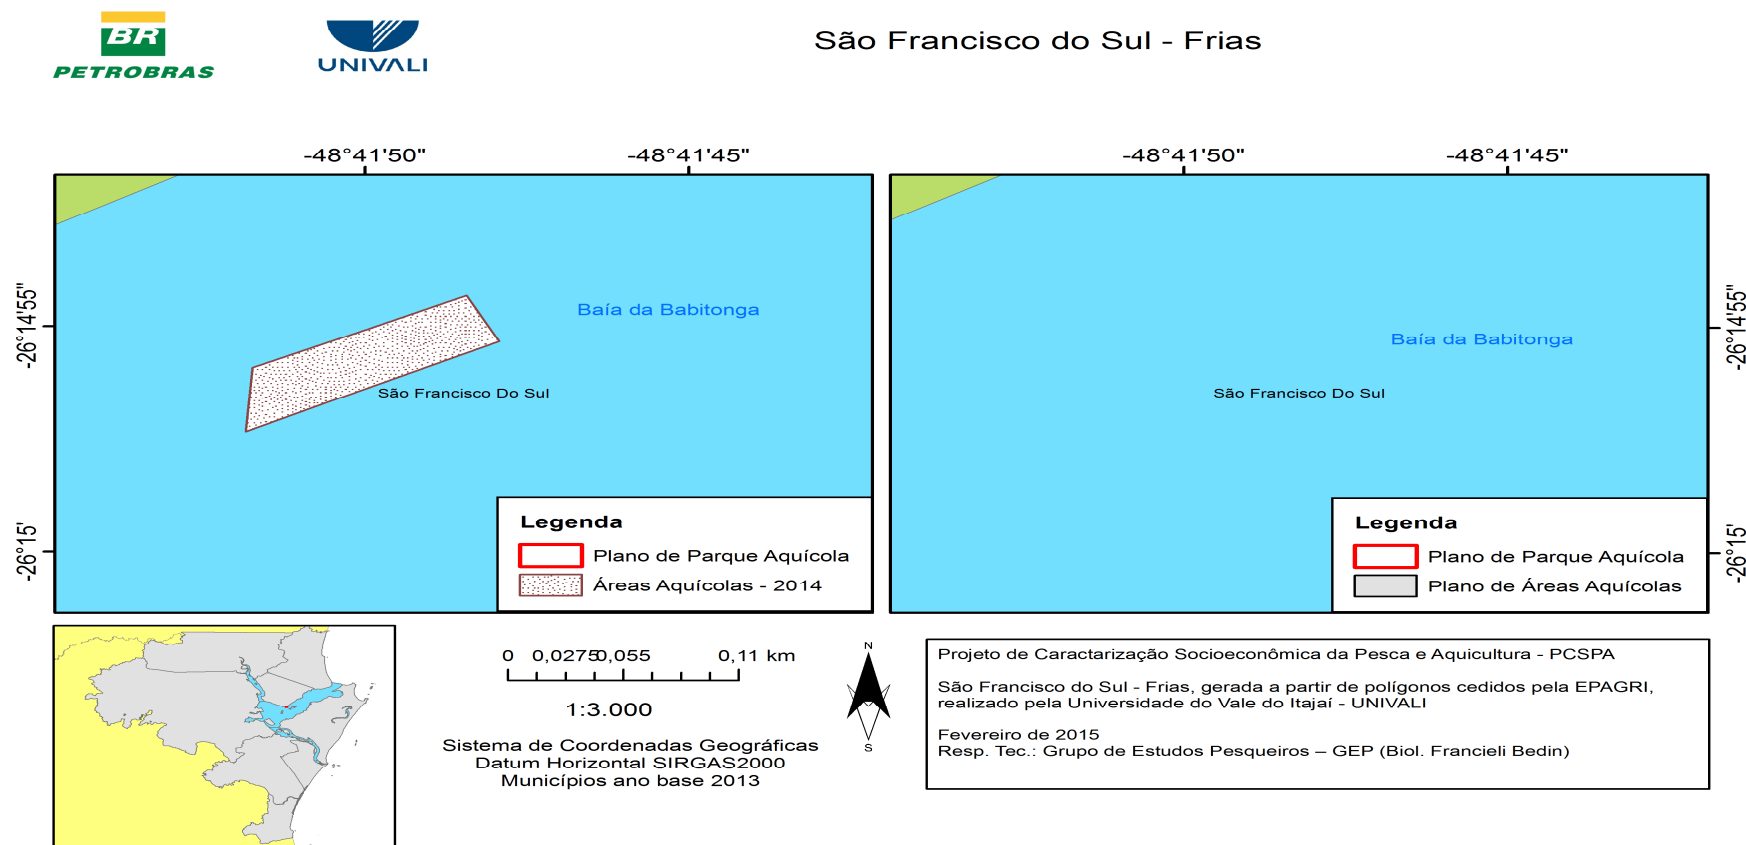 BR
PETROBRAS
UNIVALI
São Francisco do Sul - Frias
-48°41'50" -48°41'45"
-48°41'50" -48°41'45"
-26°14'55"
-26°15'
Baía da Babitonga
São Francisco Do Sul
Legenda
Plano de Parque Aquícola
Áreas Aquícolas - 2014
Baía da Babitonga
São Francisco Do Sul
Legenda
Plano de Parque Aquícola
Plano de Áreas Aquícolas
-26°14'55"
-26°15'
0 0,0275 0,055 0,11 km
1:3.000
Sistema de Coordenadas Geográficas
Datum Horizontal SIRGAS2000
Municípios ano base 2013
N
S
Projeto de Caractarização Socioeconômica da Pesca e Aquicultura - PCSPA
São Francisco do Sul - Frias, gerada a partir de polígonos cedidos pela EPAGRI,
realizado pela Universidade do Vale do Itajaí - UNIVALI
Fevereiro de 2015
Resp. Tec.: Grupo de Estudos Pesqueiros – GEP (Biol. Francieli Bedin)